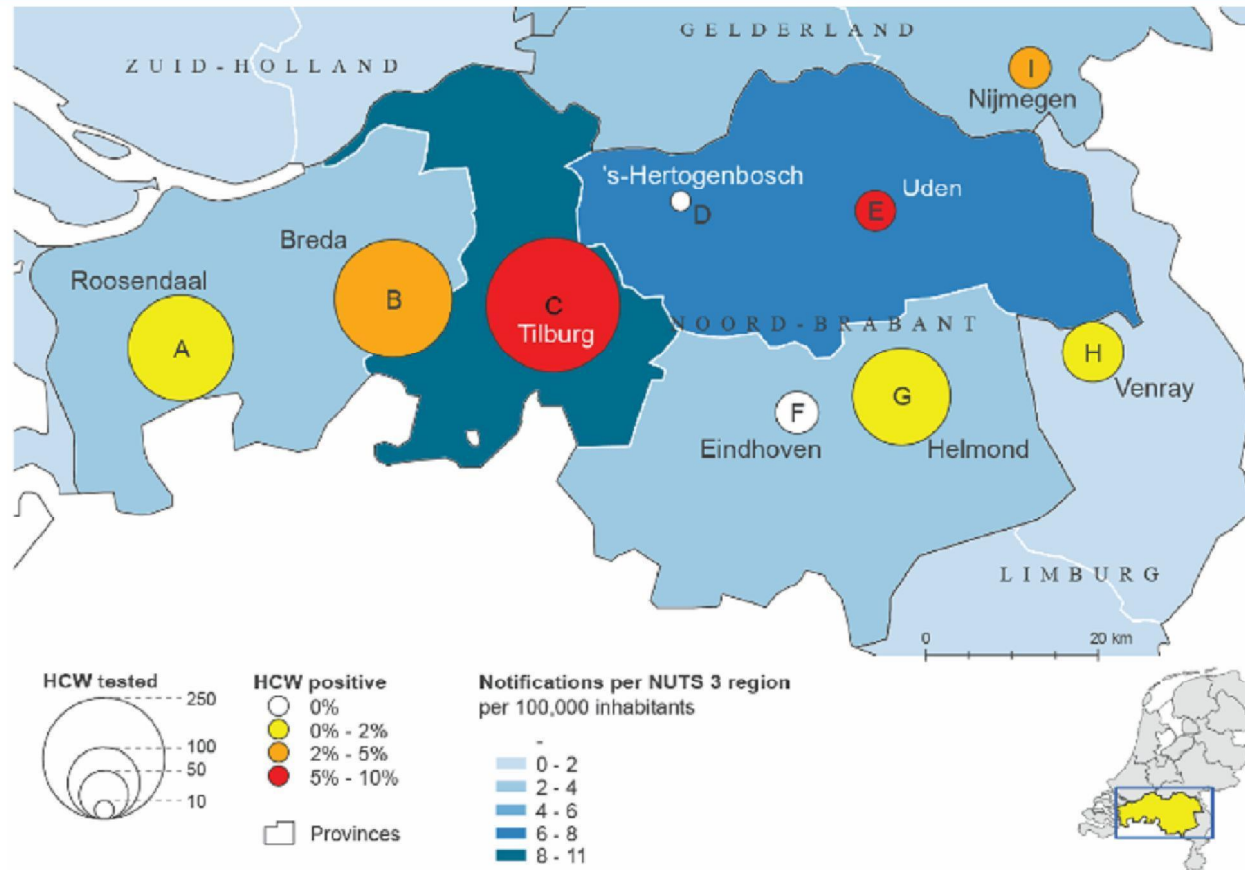 GELDERLAND
ZUID-HOLLAND
I
Nijmegen
's-Hertogenbosch
D
E
Uden
Breda
Roosendaal
B
C
Tilburg
NOORD-BRABANT
A
H
Venray
F
G
Eindhoven
Helmond
LIMBURG
0 20 km
HCW tested
250
100
50
10
HCW positive
0%
0% - 2%
2% - 5%
5% - 10%
Provinces
Notifications per NUTS 3 region
per 100,000 inhabitants
-
0 - 2
2 - 4
4 - 6
6 - 8
8 - 11